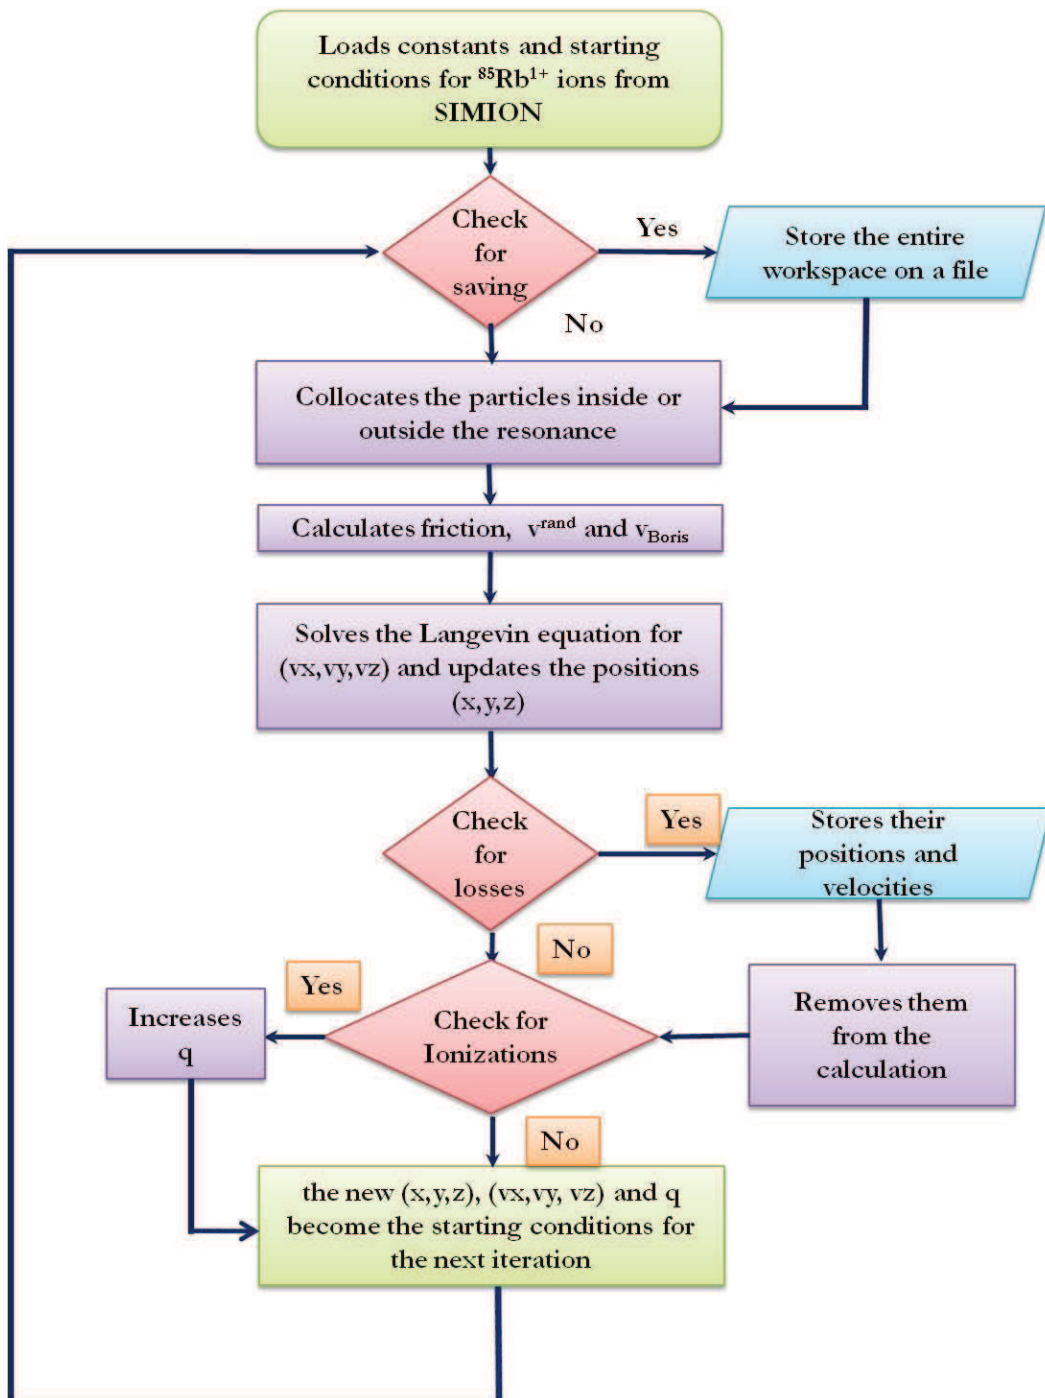 Loads constants and starting
conditions for ⁸⁵Rb¹⁺ ions from
SIMION
Check
for
saving
Yes
Store the entire
workspace on a file
No
Collocates the particles inside or
outside the resonance
Calculates friction, v^rand and v_Boris
Solves the Langevin equation for
(vx,vy,vz) and updates the positions
(x,y,z)
Check
for
losses
Yes
Stores their
positions and
velocities
No
Yes
Increases
q
Check for
Ionizations
Removes them
from the
calculation
No
the new (x,y,z), (vx,vy, vz) and q
become the starting conditions for
the next iteration